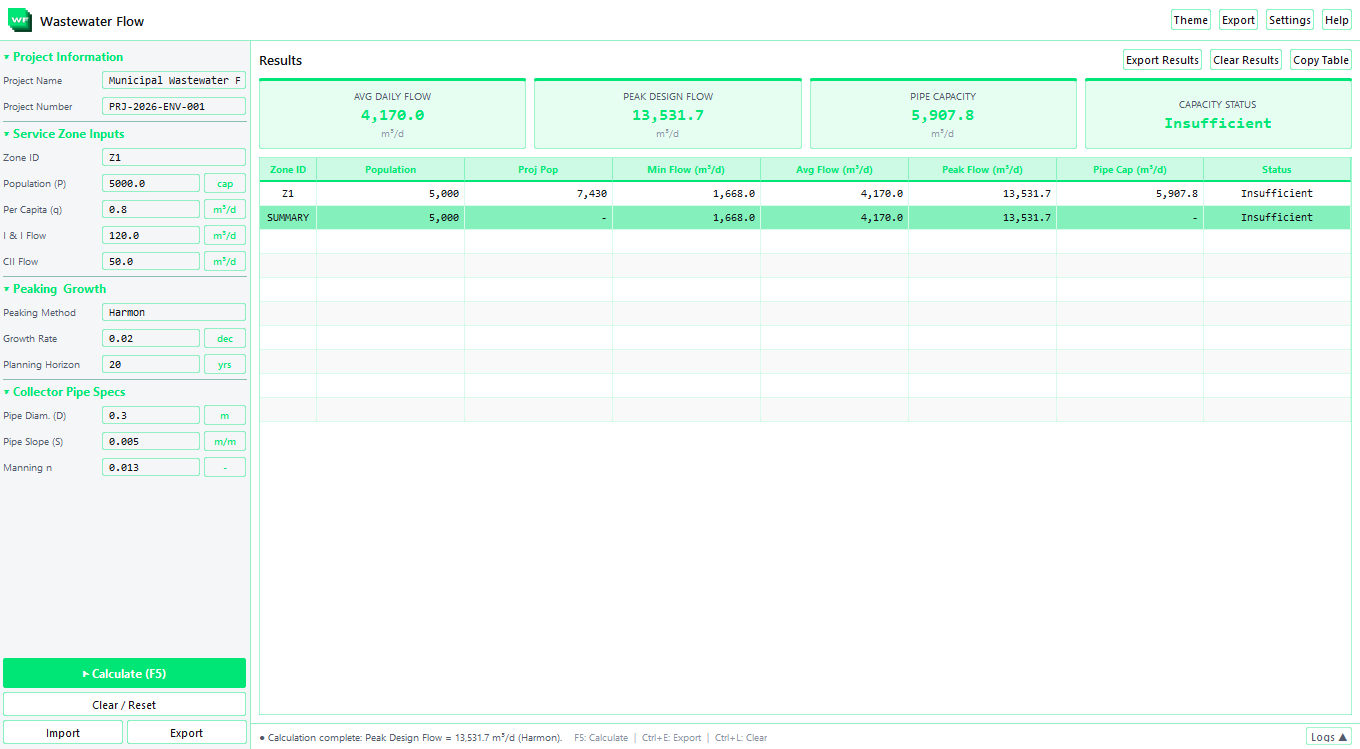 WF Wastewater Flow
Theme Export Settings Help
▾ Project Information
Project Name Municipal Wastewater F
Project Number PRJ-2026-ENV-001
▾ Service Zone Inputs
Zone ID Z1
Population (P) 5000.0 cap
Per Capita (q) 0.8 m³/d
I & I Flow 120.0 m³/d
CII Flow 50.0 m³/d
▾ Peaking Growth
Peaking Method Harmon
Growth Rate 0.02 dec
Planning Horizon 20 yrs
▾ Collector Pipe Specs
Pipe Diam. (D) 0.3 m
Pipe Slope (S) 0.005 m/m
Manning n 0.013 -
▸ Calculate (F5)
Clear / Reset
Import Export
Results
Export Results Clear Results Copy Table
AVG DAILY FLOW
4,170.0
m³/d
PEAK DESIGN FLOW
13,531.7
m³/d
PIPE CAPACITY
5,907.8
m³/d
CAPACITY STATUS
Insufficient
Zone ID Population Proj Pop Min Flow (m³/d) Avg Flow (m³/d) Peak Flow (m³/d) Pipe Cap (m³/d) Status
Z1 5,000 7,430 1,668.0 4,170.0 13,531.7 5,907.8 Insufficient
SUMMARY 5,000 - 1,668.0 4,170.0 13,531.7 - Insufficient
● Calculation complete: Peak Design Flow = 13,531.7 m³/d (Harmon). F5: Calculate | Ctrl+E: Export | Ctrl+L: Clear
Logs ▲